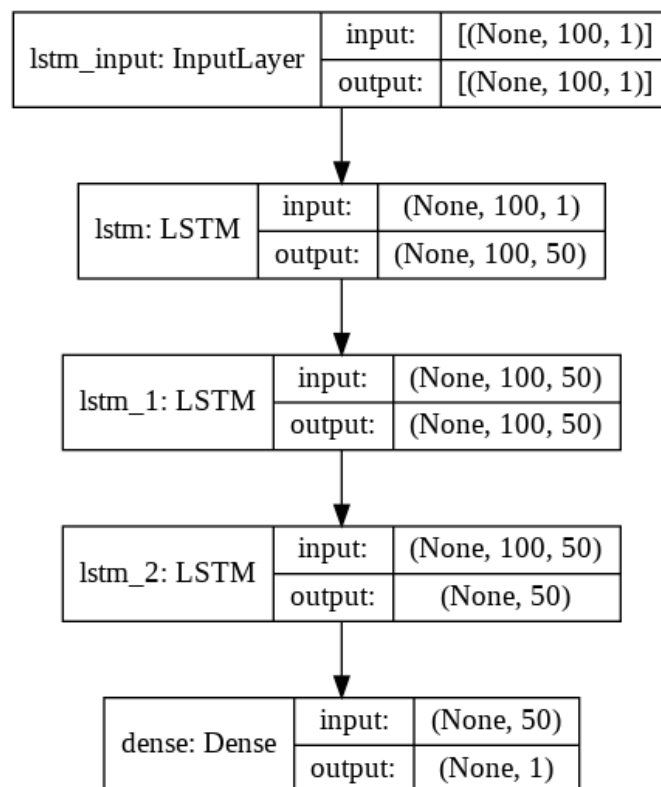 lstm_input: InputLayer
input: [(None, 100, 1)]
output: [(None, 100, 1)]
lstm: LSTM
input: (None, 100, 1)
output: (None, 100, 50)
lstm_1: LSTM
input: (None, 100, 50)
output: (None, 100, 50)
lstm_2: LSTM
input: (None, 100, 50)
output: (None, 50)
dense: Dense
input: (None, 50)
output: (None, 1)